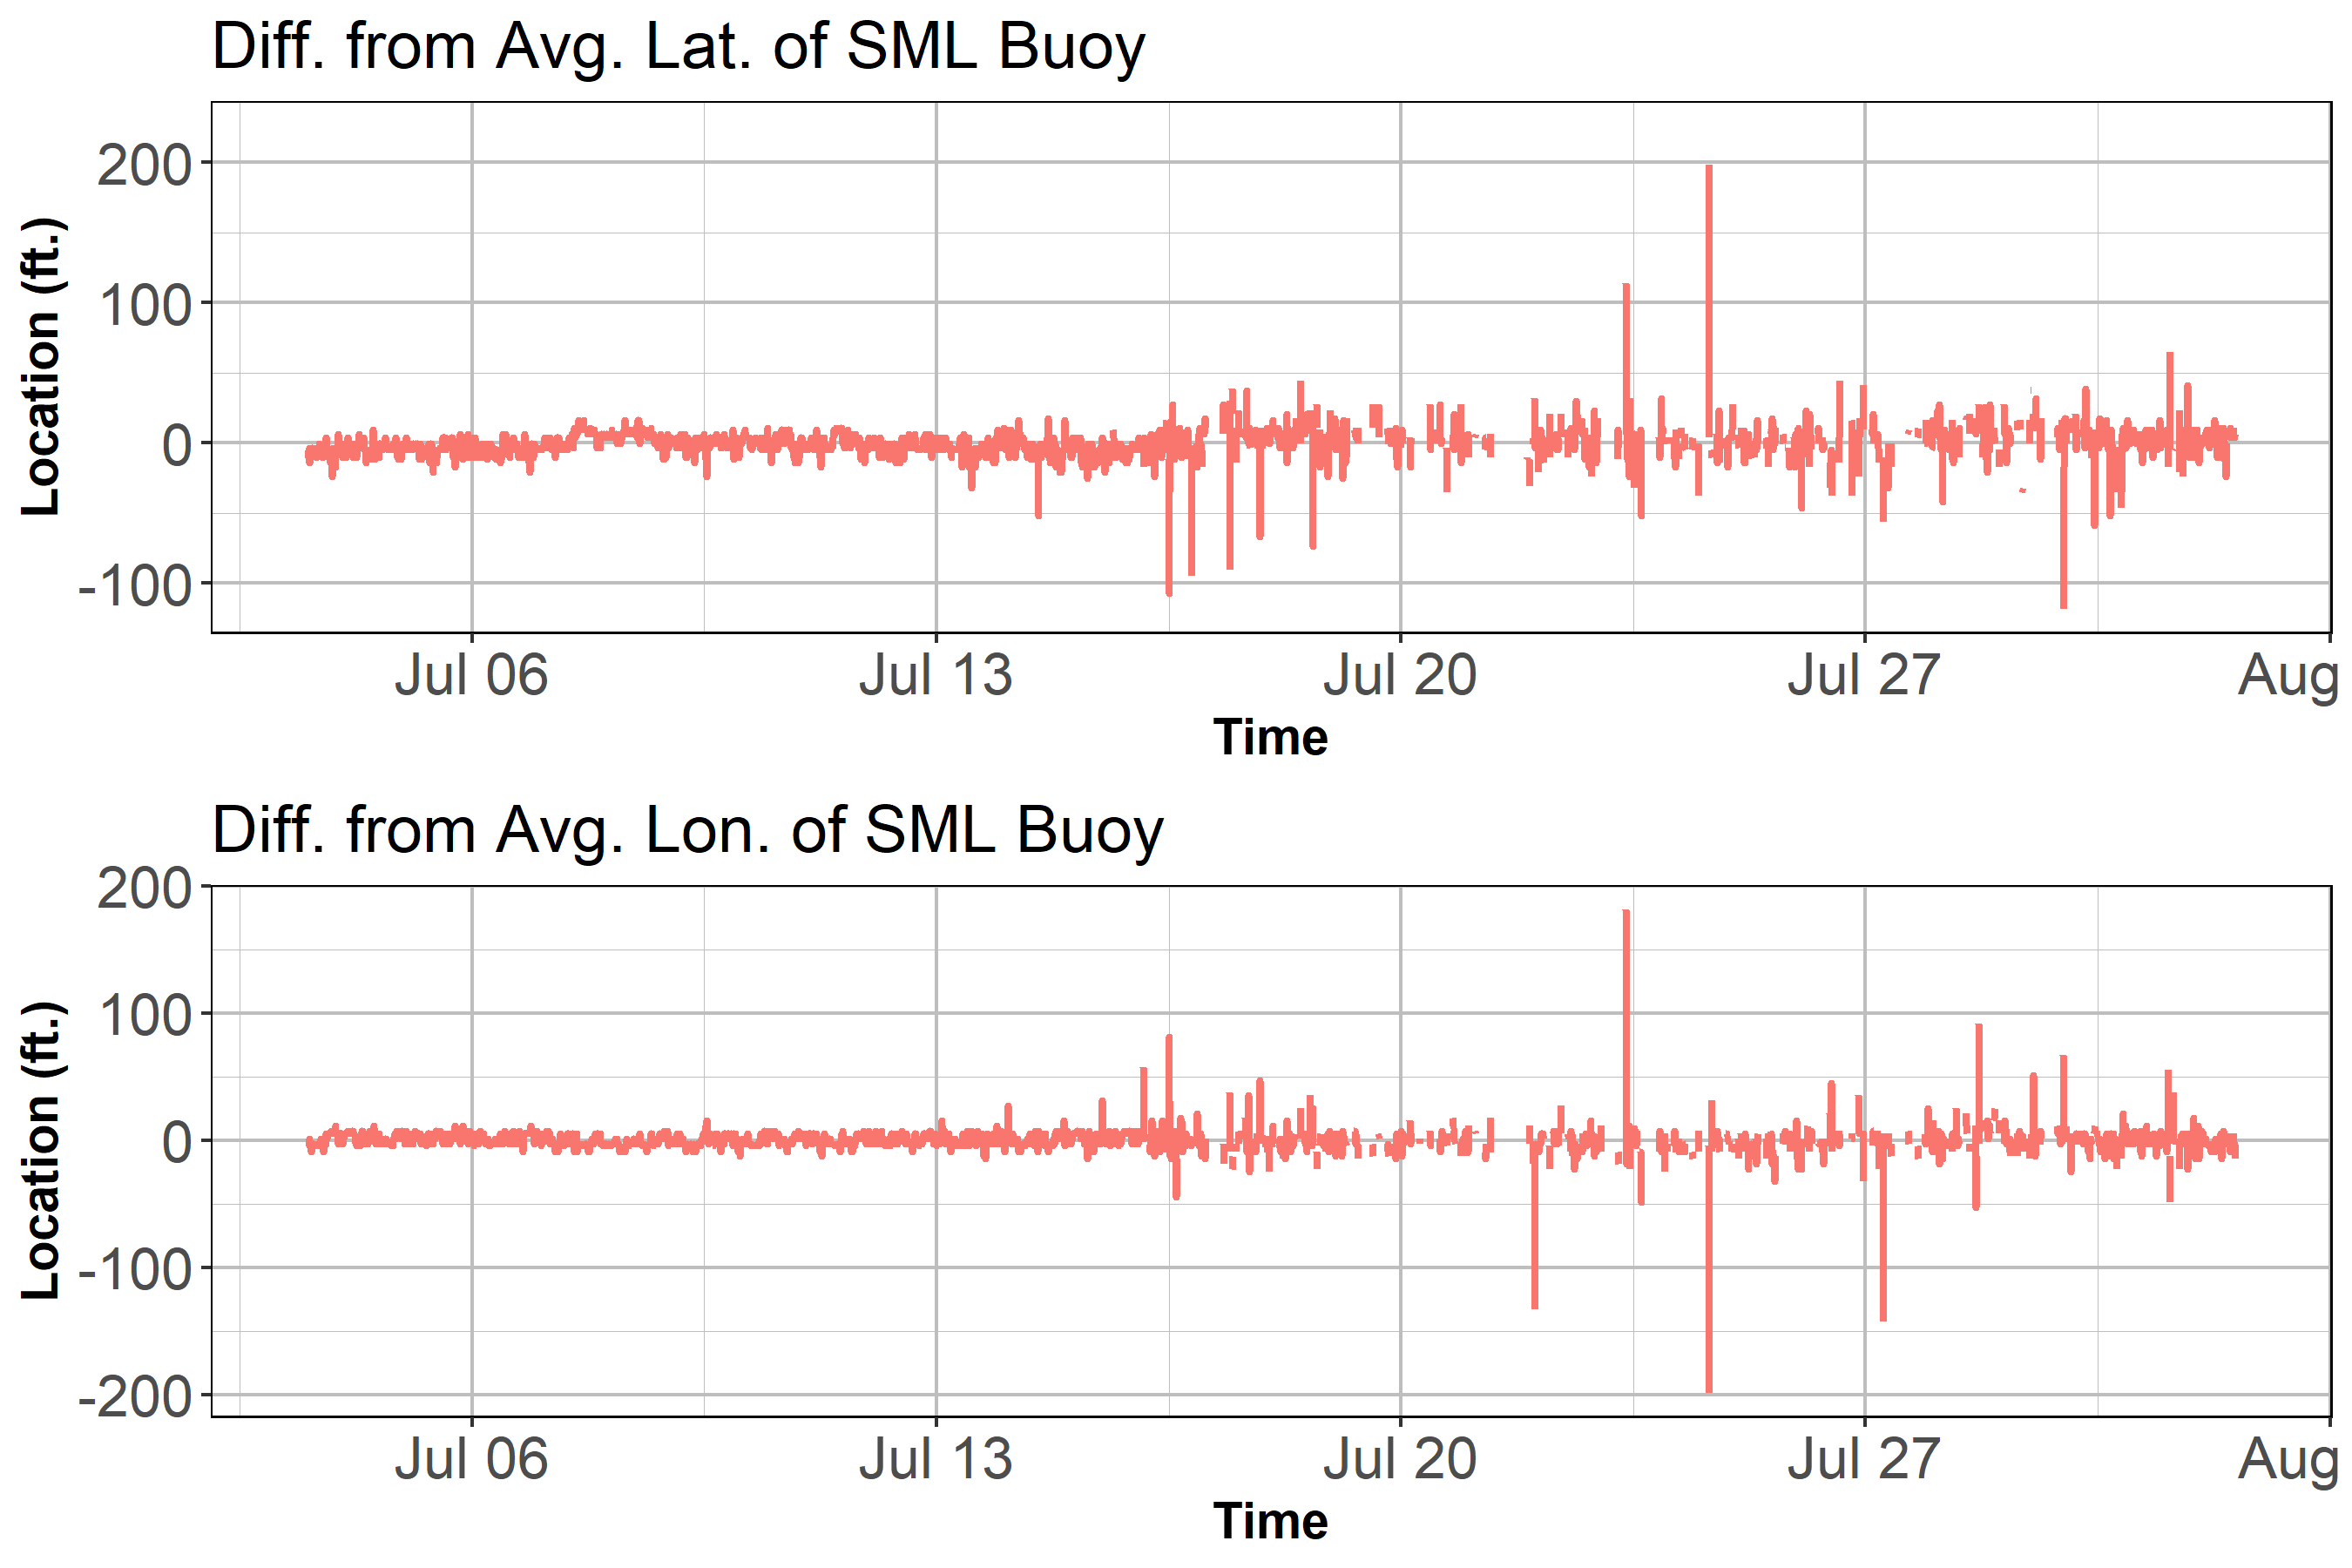 Diff. from Avg. Lat. of SML Buoy
200
100
0
-100
Location (ft.)
Jul 06 Jul 13 Jul 20 Jul 27 Aug
Time
Diff. from Avg. Lon. of SML Buoy
200
100
0
-100
-200
Location (ft.)
Jul 06 Jul 13 Jul 20 Jul 27 Aug
Time